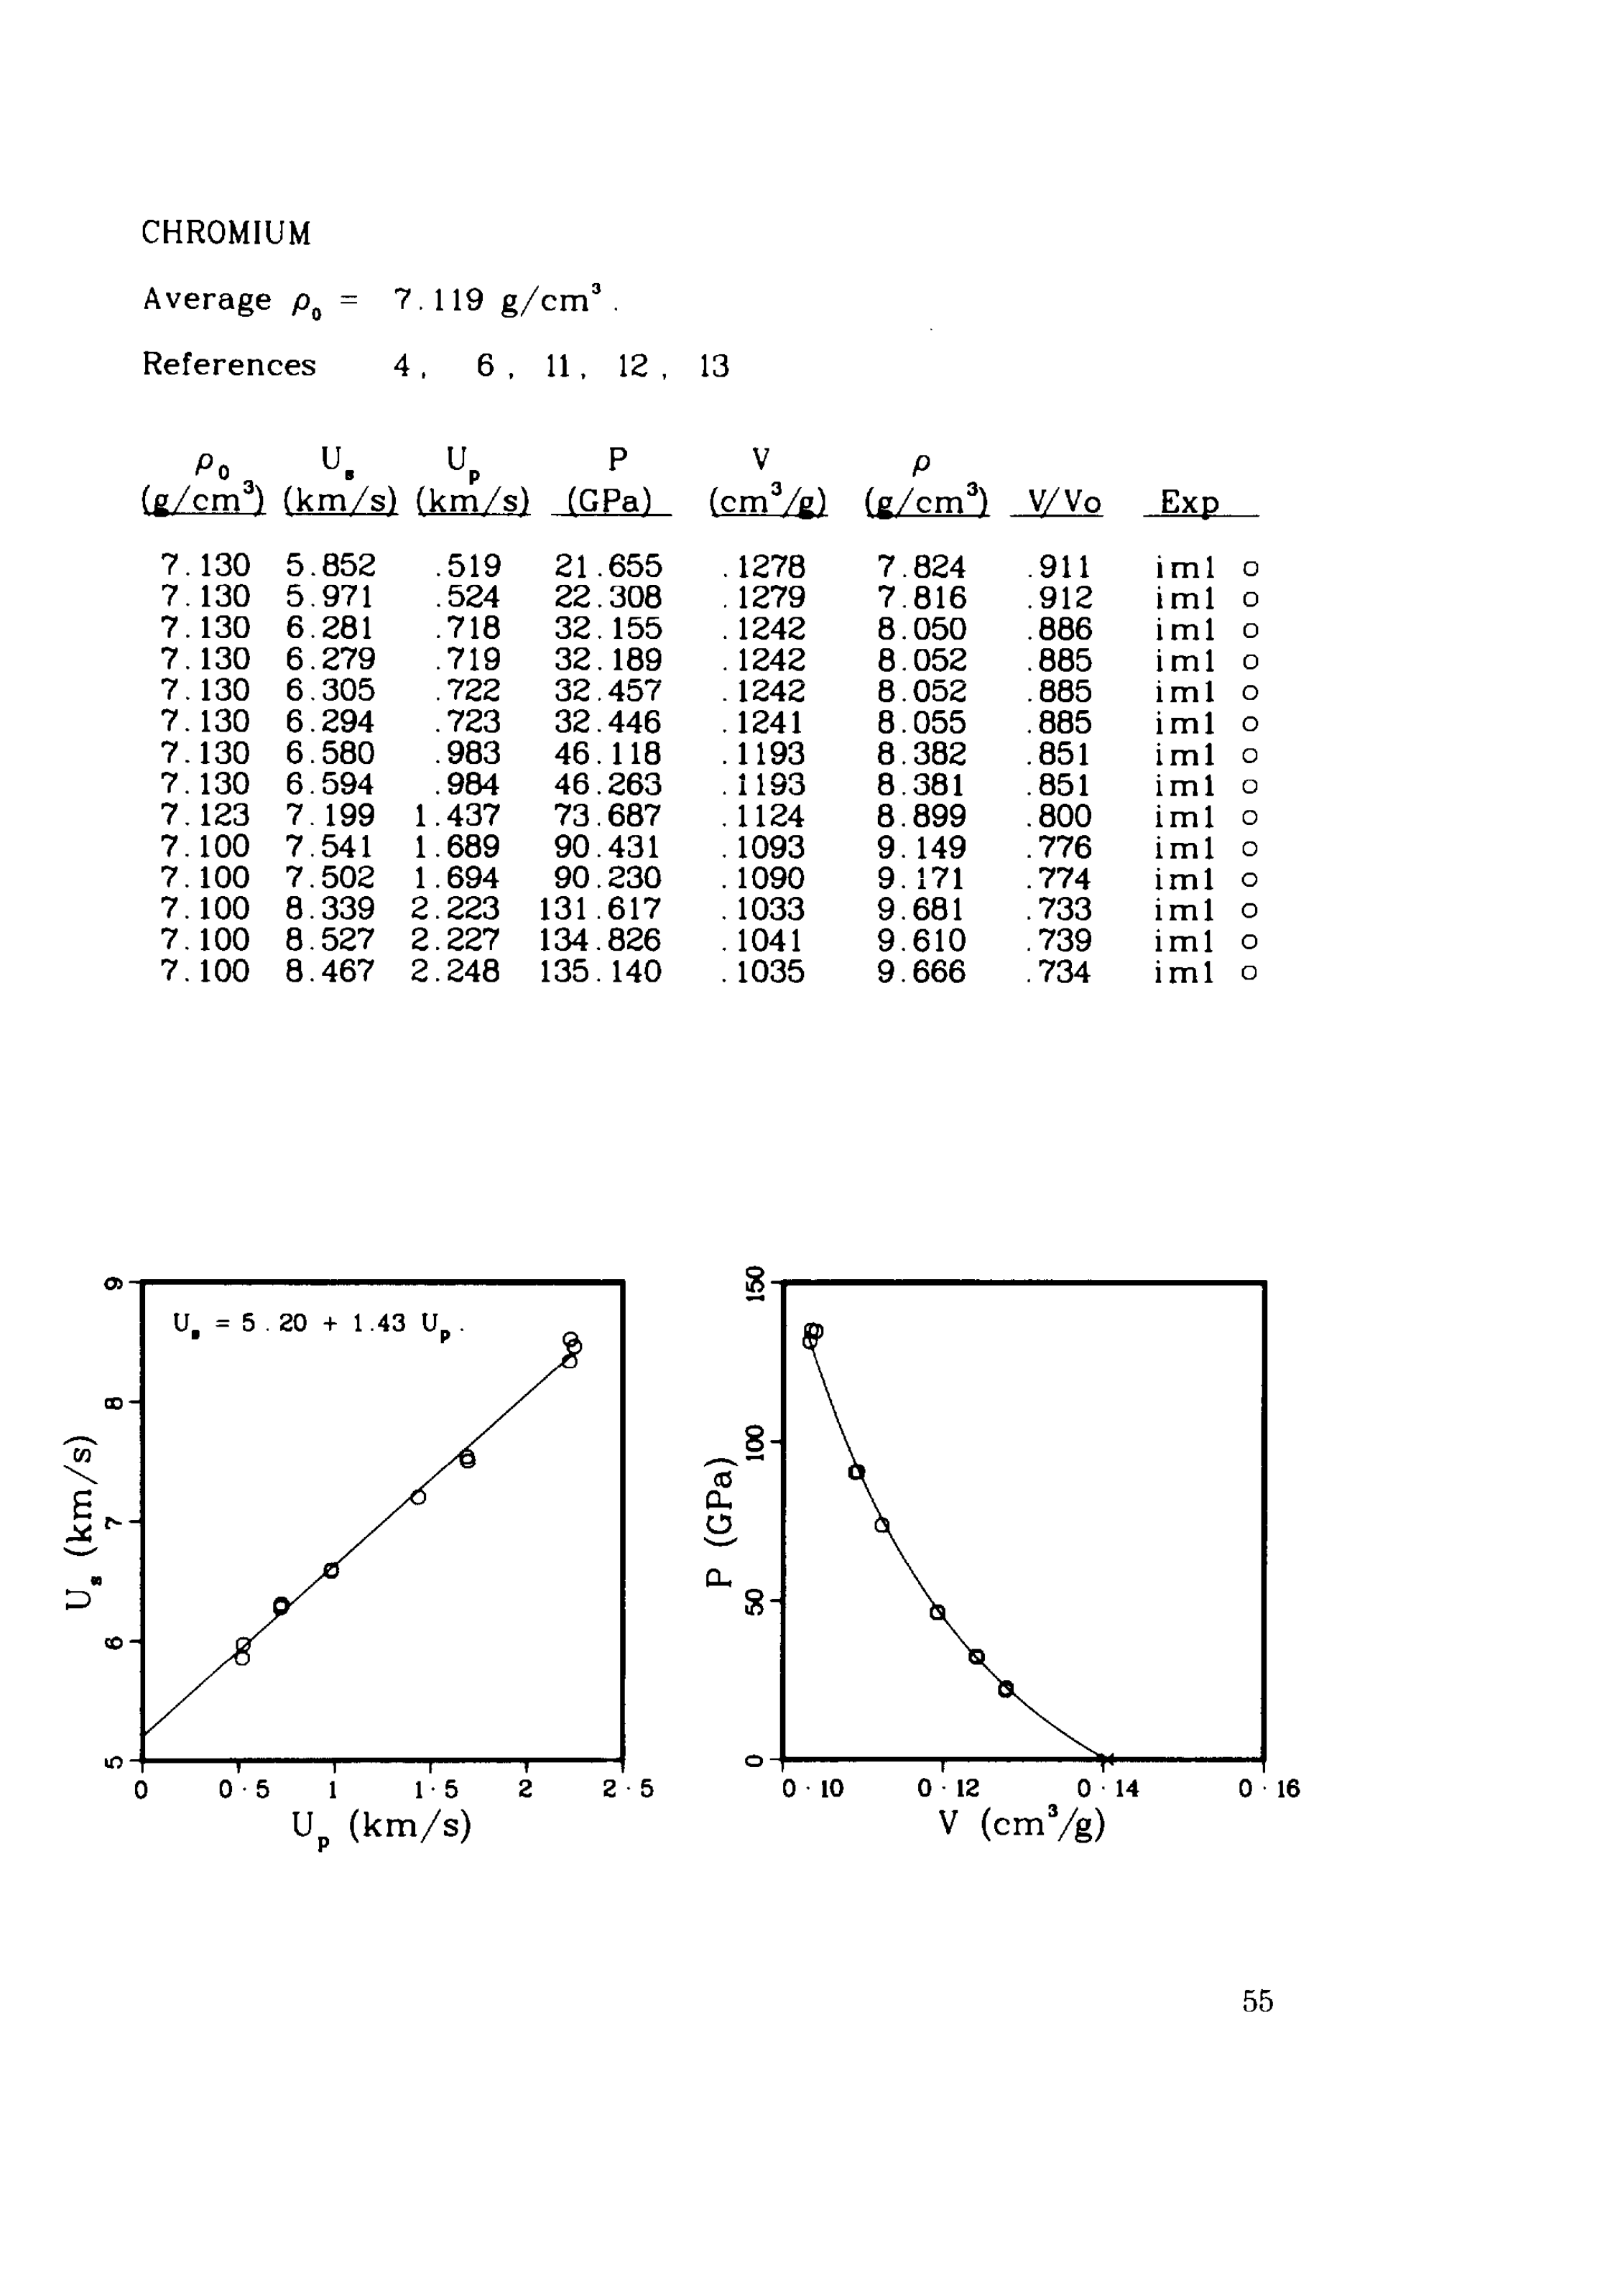 CHROMIUM
Average ρ₀ = 7.119 g/cm³.
References 4, 6, 11, 12, 13
ρ₀ Uₛ Uₚ P V ρ
(g/cm³) (km/s) (km/s) (GPa) (cm³/g) (g/cm³) V/Vo Exp
7.130 5.852 .519 21.655 .1278 7.824 .911 iml o
7.130 5.971 .524 22.308 .1279 7.816 .912 iml o
7.130 6.281 .718 32.155 .1242 8.050 .886 iml o
7.130 6.279 .719 32.189 .1242 8.052 .885 iml o
7.130 6.305 .722 32.457 .1242 8.052 .885 iml o
7.130 6.294 .723 32.446 .1241 8.055 .885 iml o
7.130 6.580 .983 46.118 .1193 8.382 .851 iml o
7.130 6.594 .984 46.263 .1193 8.381 .851 iml o
7.123 7.199 1.437 73.687 .1124 8.899 .800 iml o
7.100 7.541 1.689 90.431 .1093 9.149 .776 iml o
7.100 7.502 1.694 90.230 .1090 9.171 .774 iml o
7.100 8.339 2.223 131.617 .1033 9.681 .733 iml o
7.100 8.527 2.227 134.826 .1041 9.610 .739 iml o
7.100 8.467 2.248 135.140 .1035 9.666 .734 iml o
Uₛ = 5.20 + 1.43 Uₚ.
9
8
7
6
5
Uₛ (km/s)
0 0.5 1 1.5 2 2.5
Uₚ (km/s)
150
100
50
0
P (GPa)
0.10 0.12 0.14 0.16
V (cm³/g)
55